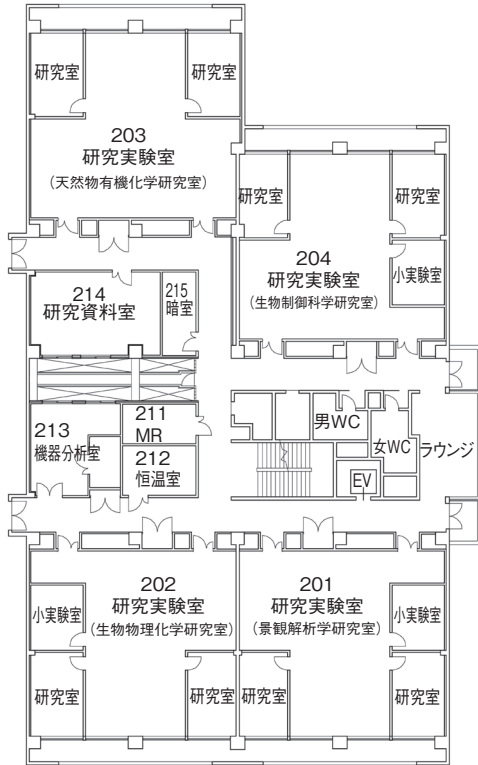 研究室
研究室
203
研究実験室
(天然物有機化学研究室)
研究室
研究室
204
研究実験室
(生物制御科学研究室)
小実験室
214
研究資料室
215
暗室
211
MR
212
恒温室
213
機器分析室
男WC
女WC
ラウンジ
EV
202
研究実験室
(生物物理化学研究室)
小実験室
研究室
研究室
201
研究実験室
(景観解析学研究室)
小実験室
研究室
研究室